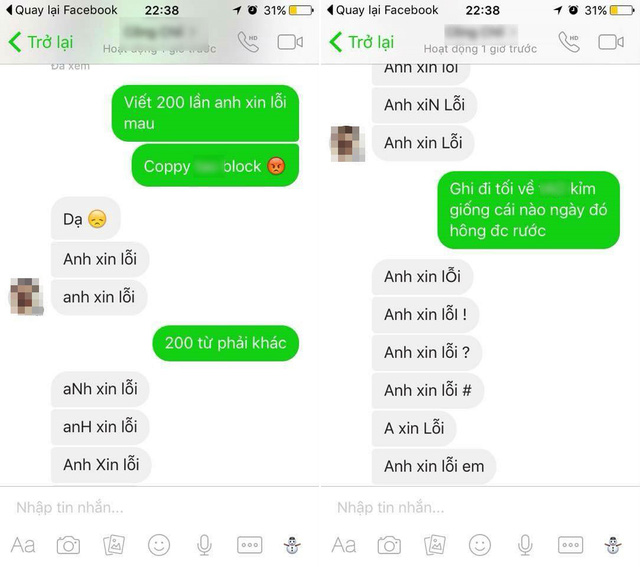 Quay lại Facebook
22:38
31%
Trở lại
Hoạt động 1 giờ trước
HD
Đã xem
Viết 200 lần anh xin lỗi
mau
Coppy block
Dạ
Anh xin lỗi
anh xin lỗi
200 từ phải khác
aNh xin lỗi
anH xin lỗi
Anh Xin lỗi
Nhập tin nhắn...
Aa
Quay lại Facebook
22:38
31%
Trở lại
Hoạt động 1 giờ trước
HD
Anh xin lỗi
Anh xiN Lỗi
Anh xin Lỗi
Ghi đi tối về kỉm
giống cái nào ngày đó
hông đc rước
Anh xin lỖi
Anh xin lỗI !
Anh xin lỗi ?
Anh xin lỗi #
A xin Lỗi
Anh xin lỗi em
Nhập tin nhắn...
Aa